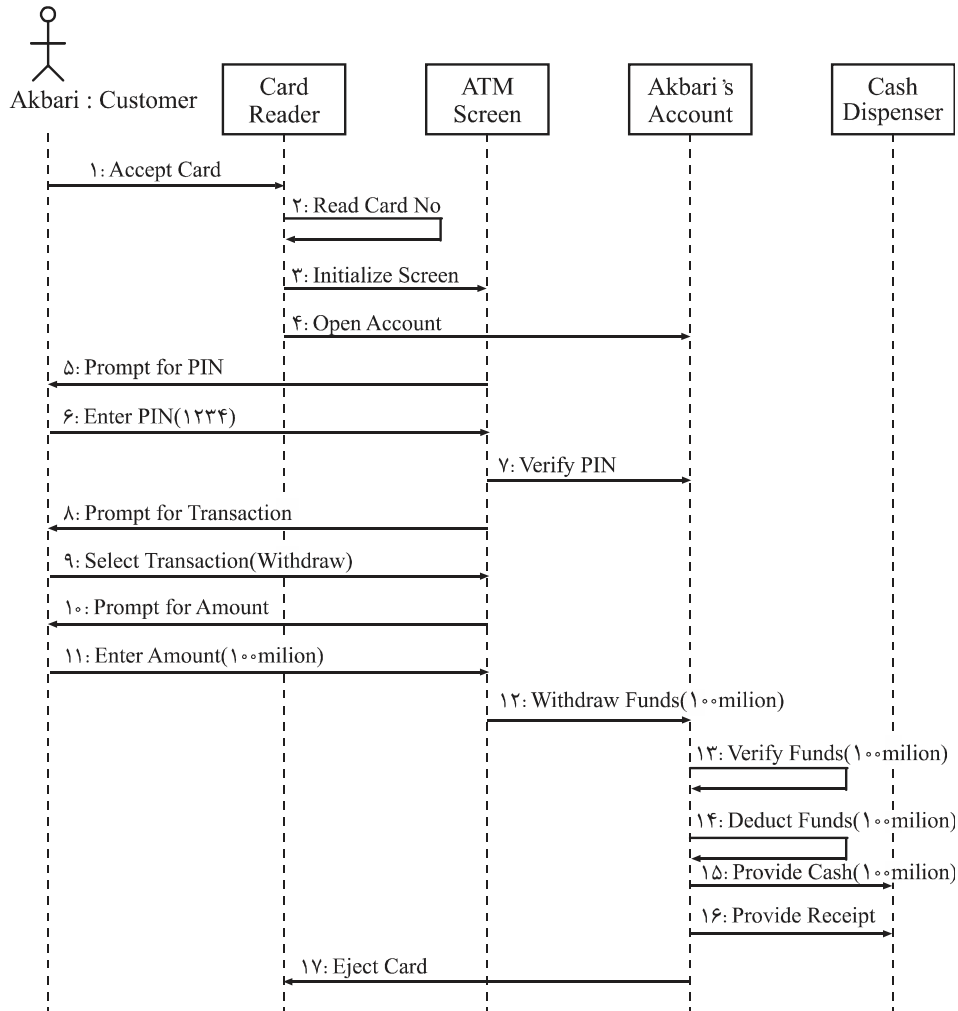 Akbari : Customer
Card
Reader
ATM
Screen
Akbari's
Account
Cash
Dispenser
۱: Accept Card
۲: Read Card No
۳: Initialize Screen
۴: Open Account
۵: Prompt for PIN
۶: Enter PIN(۱۲۳۴)
۷: Verify PIN
۸: Prompt for Transaction
۹: Select Transaction(Withdraw)
۱۰: Prompt for Amount
۱۱: Enter Amount(۱۰۰milion)
۱۲: Withdraw Funds(۱۰۰milion)
۱۳: Verify Funds(۱۰۰milion)
۱۴: Deduct Funds(۱۰۰milion)
۱۵: Provide Cash(۱۰۰milion)
۱۶: Provide Receipt
۱۷: Eject Card